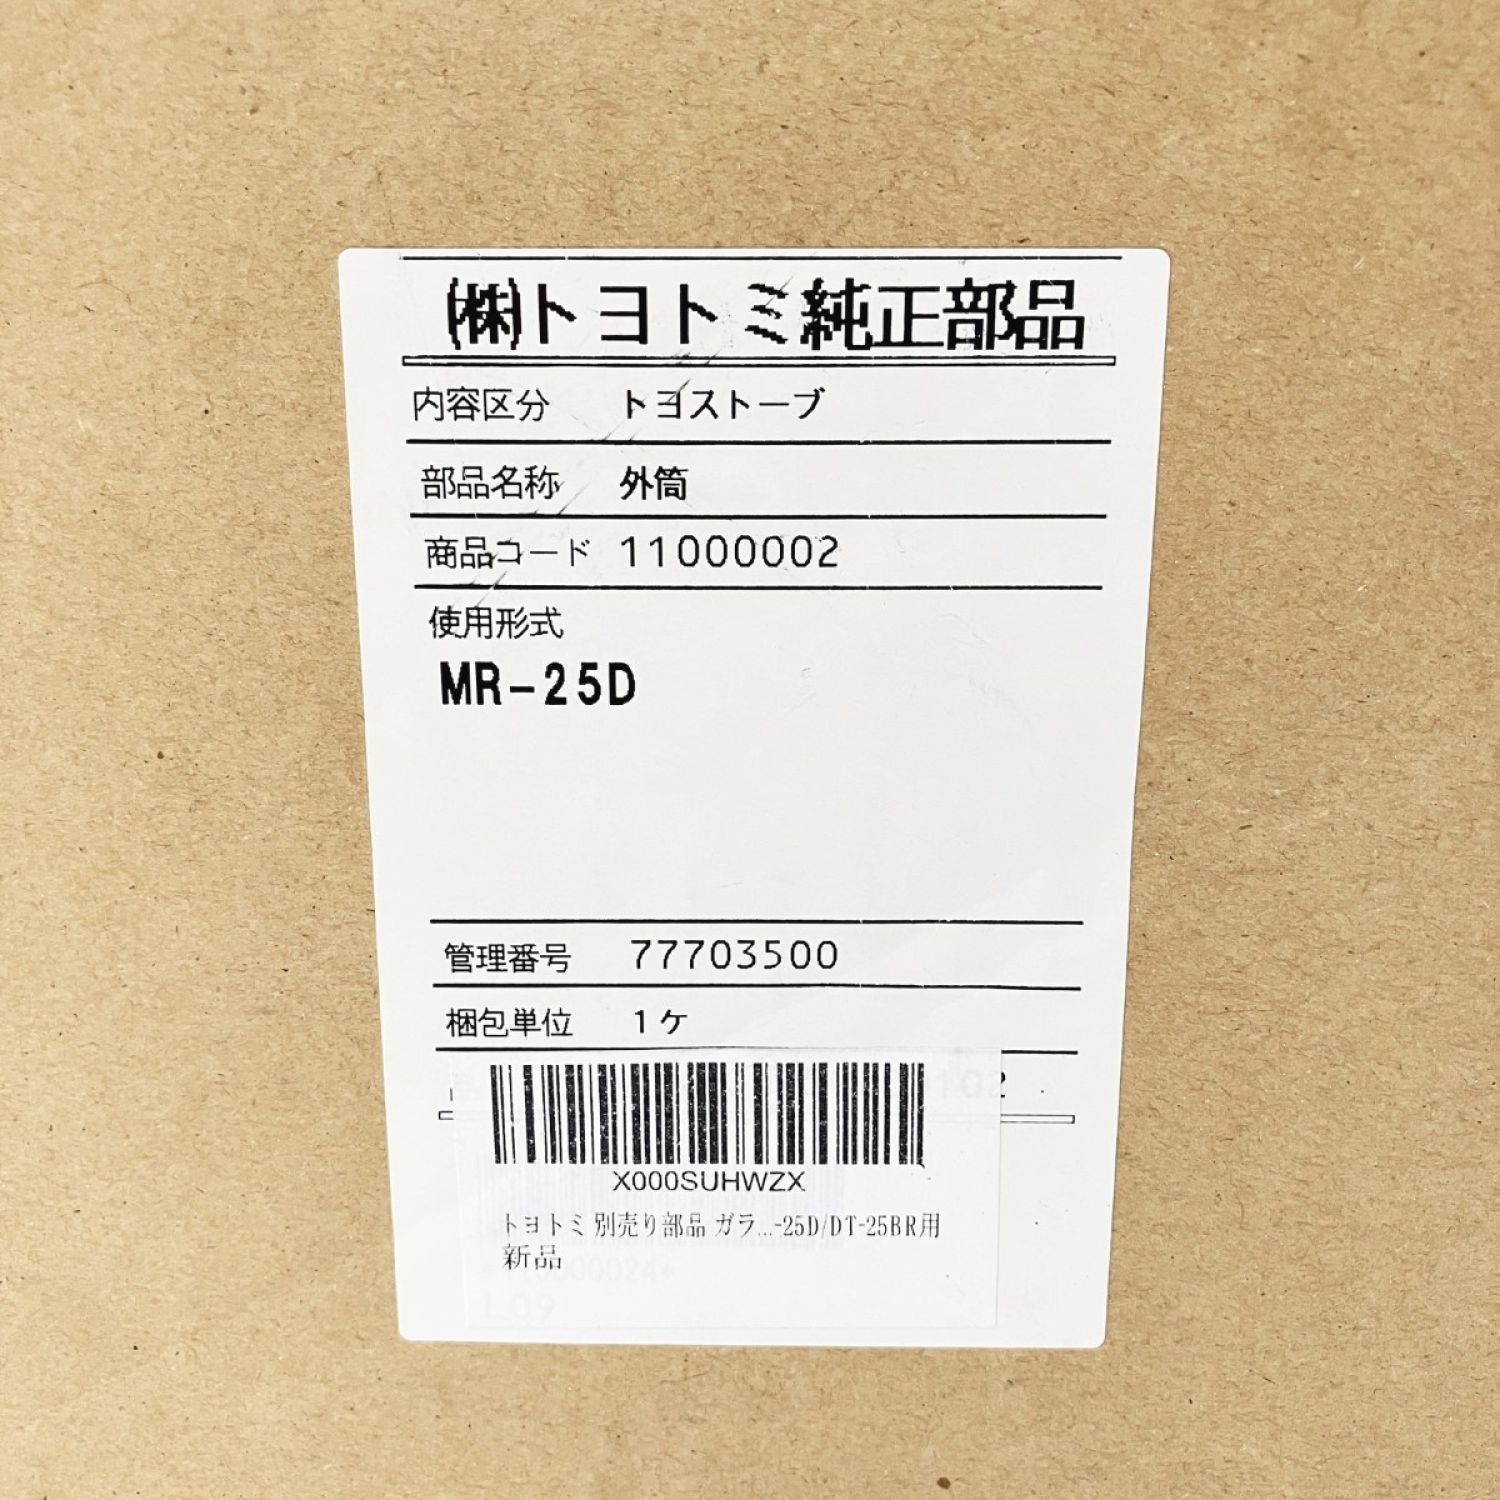 ㈱トヨトミ純正部品
内容区分 トヨストーブ
部品名称 外筒
商品コード 11000002
使用形式
MR-25D
管理番号 77703500
梱包単位 1ケ
X000SUHWZX
トヨトミ 別売り部品 ガラ...-25D/DT-25BR用
新品